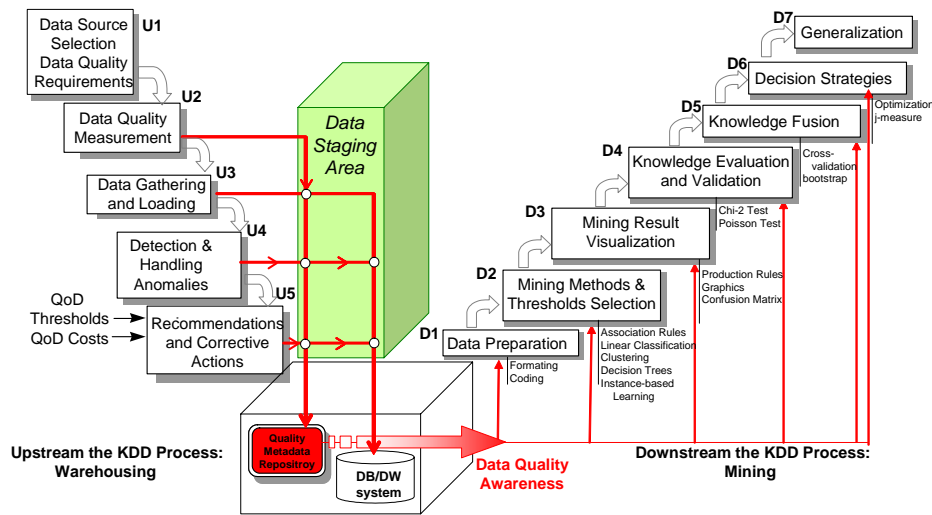 U1
Data Source
Selection
Data Quality
Requirements
U2
Data Quality
Measurement
U3
Data Gathering
and Loading
U4
Detection &
Handling
Anomalies
U5
QoD
Thresholds
QoD Costs
Recommendations
and Corrective
Actions
Data
Staging
Area
Quality
Metadata
Repositroy
DB/DW
system
Upstream the KDD Process:
Warehousing
Data Quality
Awareness
Downstream the KDD Process:
Mining
D1
Data Preparation
Formating
Coding
D2
Mining Methods &
Thresholds Selection
Association Rules
Linear Classification
Clustering
Decision Trees
Instance-based
Learning
D3
Mining Result
Visualization
Production Rules
Graphics
Confusion Matrix
D4
Knowledge Evaluation
and Validation
Chi-2 Test
Poisson Test
D5
Knowledge Fusion
Cross-
validation
bootstrap
D6
Decision Strategies
Optimization
j-measure
D7
Generalization